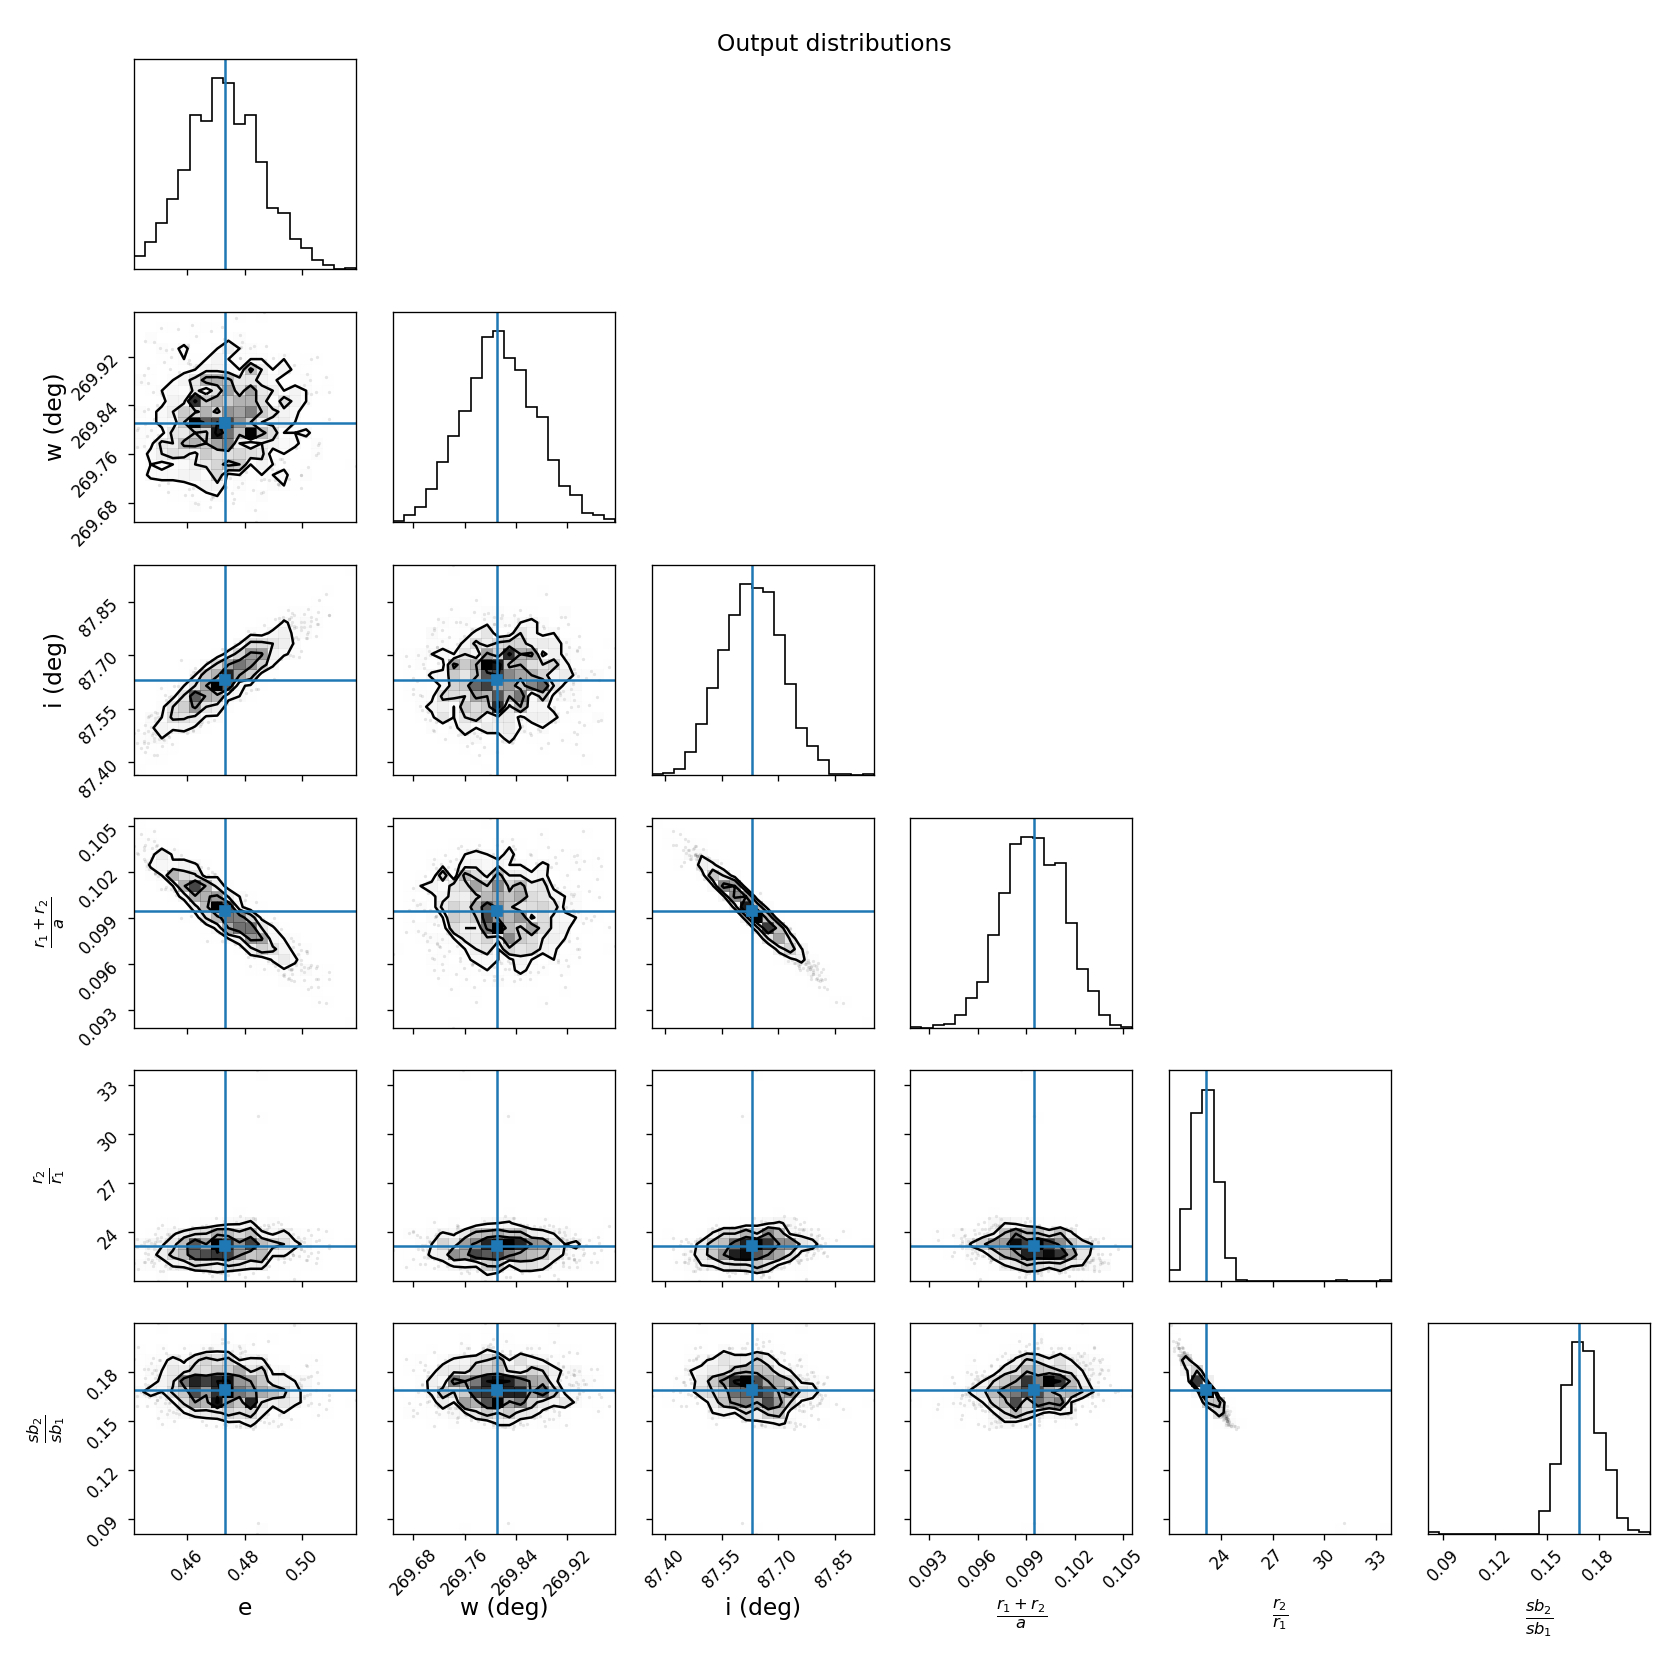 Output distributions
w (deg)
269.92
269.84
269.76
269.68
i (deg)
87.85
87.70
87.55
87.40
r1 + r2
a
0.105
0.102
0.099
0.096
0.093
r2
r1
33
30
27
24
sb2
sb1
0.18
0.15
0.12
0.09
0.46 0.48 0.50 269.68 269.76 269.84 269.92 87.40 87.55 87.70 87.85 0.093 0.096 0.099 0.102 0.105 24 27 30 33 0.09 0.12 0.15 0.18
e w (deg) i (deg) r1 + r2 r2 sb2
a r1 sb1